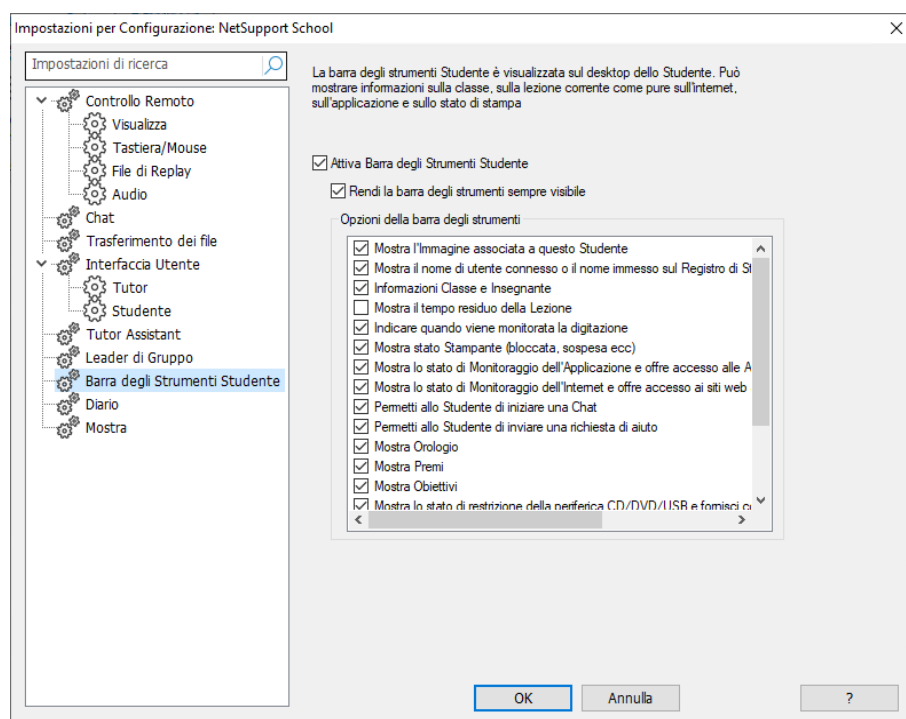 Impostazioni per Configurazione: NetSupport School
Impostazioni di ricerca
Controllo Remoto
Visualizza
Tastiera/Mouse
File di Replay
Audio
Chat
Trasferimento dei file
Interfaccia Utente
Tutor
Studente
Tutor Assistant
Leader di Gruppo
Barra degli Strumenti Studente
Diario
Mostra
La barra degli strumenti Studente è visualizzata sul desktop dello Studente. Può
mostrare informazioni sulla classe, sulla lezione corrente come pure sull'internet,
sull'applicazione e sullo stato di stampa
Attiva Barra degli Strumenti Studente
Rendi la barra degli strumenti sempre visibile
Opzioni della barra degli strumenti
Mostra l'Immagine associata a questo Studente
Mostra il nome di utente connesso o il nome immesso sul Registro di
Informazioni Classe e Insegnante
Mostra il tempo residuo della Lezione
Indicare quando viene monitorata la digitazione
Mostra stato Stampante (bloccata, sospesa ecc)
Mostra lo stato di Monitoraggio dell'Applicazione e offre accesso alle
Mostra lo stato di Monitoraggio dell'Internet e offre accesso ai siti web
Permetti allo Studente di iniziare una Chat
Permetti allo Studente di inviare una richiesta di aiuto
Mostra Orologio
Mostra Premi
Mostra Obiettivi
Mostra lo stato di restrizione della periferica CD/DVD/USB e fornisci
OK
Annulla
?